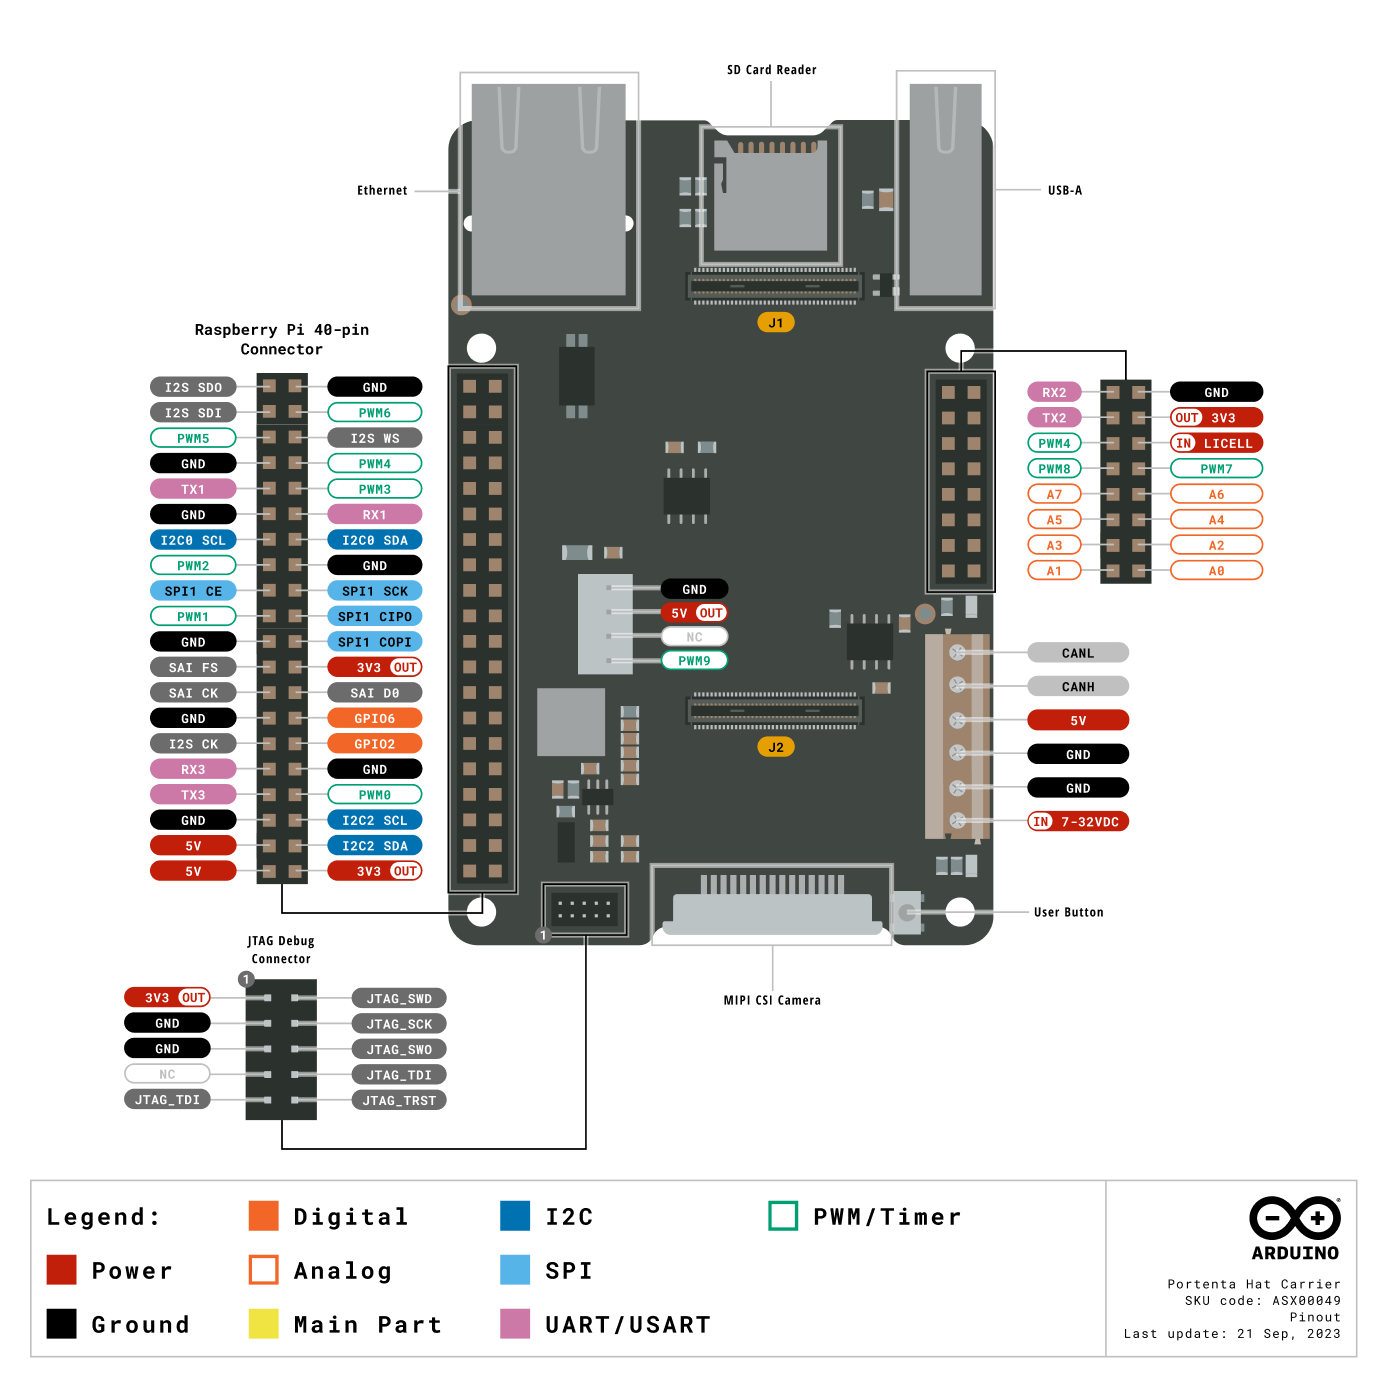 SD Card Reader
Ethernet
USB-A
J1
Raspberry Pi 40-pin
Connector
I2S SDO GND
I2S SDI PWM6
PWM5 I2S WS
GND PWM4
TX1 PWM3
GND RX1
I2C0 SCL I2C0 SDA
PWM2 GND
SPI1 CE SPI1 SCK
PWM1 SPI1 CIPO
GND SPI1 COPI
SAI FS 3V3 OUT
SAI CK SAI D0
GND GPIO6
I2S CK GPIO2
RX3 GND
TX3 PWM0
GND I2C2 SCL
5V I2C2 SDA
5V 3V3 OUT
RX2 GND
TX2 OUT 3V3
PWM4 IN LICELL
PWM8 PWM7
A7 A6
A5 A4
A3 A2
A1 A0
GND
5V OUT
NC
PWM9
CANL
CANH
5V
GND
GND
IN 7-32VDC
J2
User Button
1
MIPI CSI Camera
JTAG Debug
Connector
1
3V3 OUT JTAG_SWD
GND JTAG_SCK
GND JTAG_SWO
NC JTAG_TDI
JTAG_TDI JTAG_TRST
Legend:
Digital
I2C
PWM/Timer
Power
Analog
SPI
Ground
Main Part
UART/USART
®
ARDUINO
Portenta Hat Carrier
SKU code: ASX00049
Pinout
Last update: 21 Sep, 2023